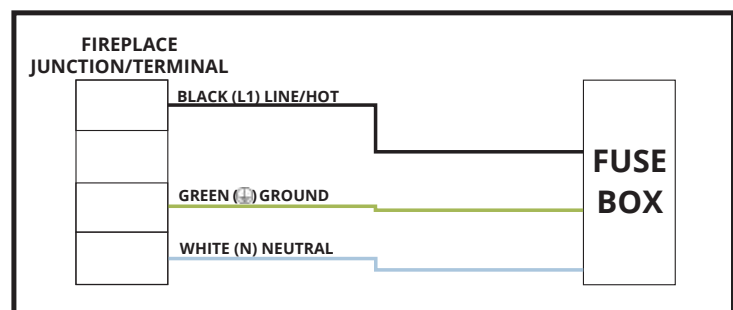 FIREPLACE
JUNCTION/TERMINAL
BLACK (L1) LINE/HOT
FUSE
BOX
GREEN (⏚) GROUND
WHITE (N) NEUTRAL